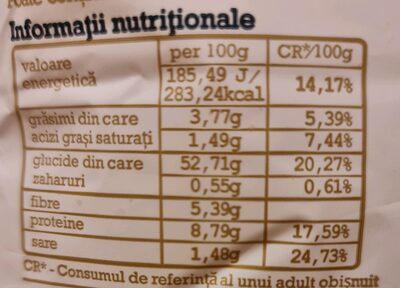 Informații nutriționale
per 100g CR*/100g
valoare energetică 185,49 J/ 283,24kcal 14,17%
grăsimi din care 3,77g 5,39%
acizi grași saturați 1,49g 7,44%
glucide din care 52,71g 20,27%
zaharuri 0,55g 0,61%
fibre 5,39g
proteine 8,79g 17,59%
sare 1,48g 24,73%
CR* - Consumul de referință al unui adult obișnuit